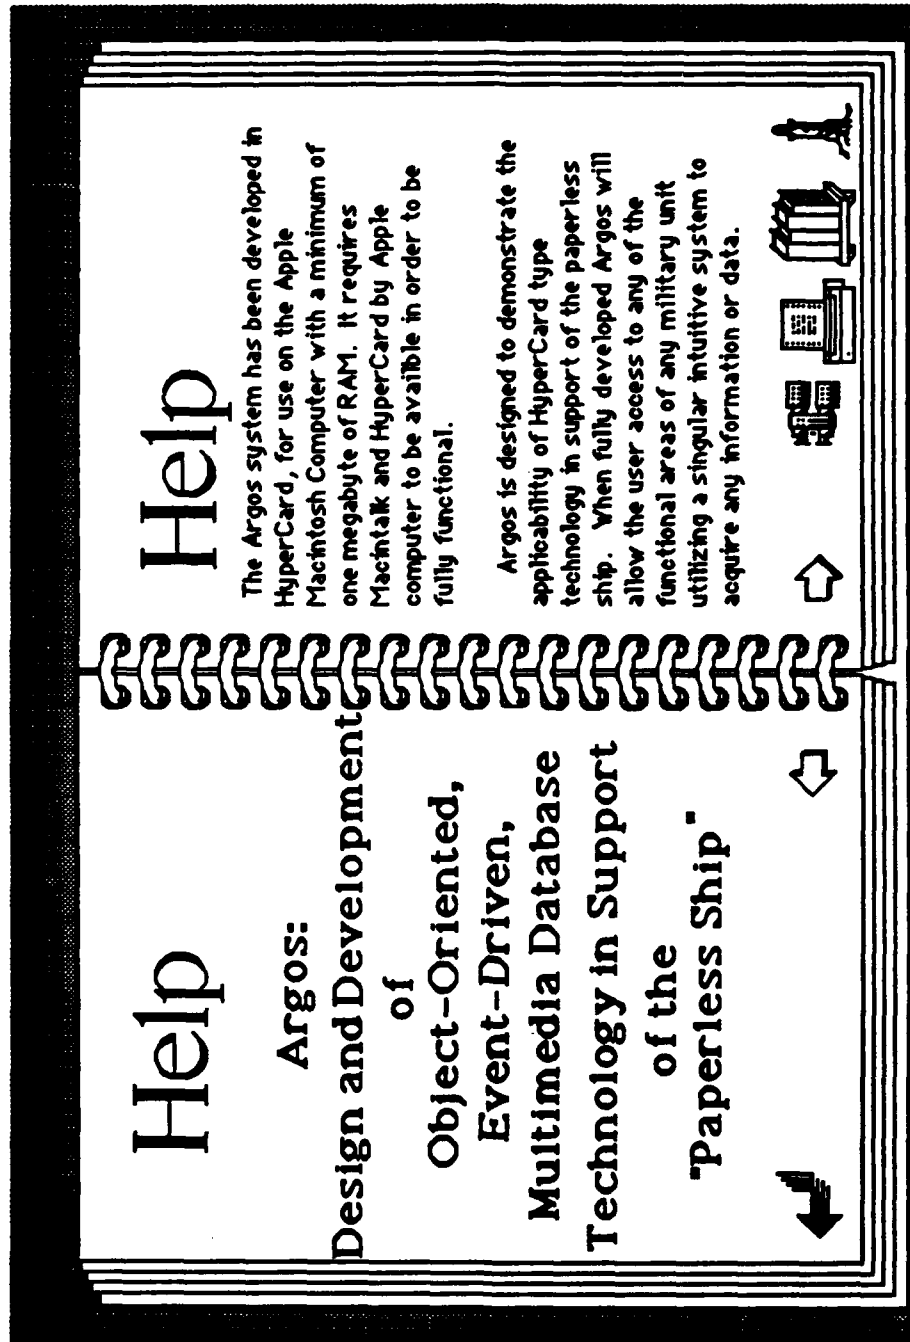 Help
Argos:
Design and Development
of
Object-Oriented,
Event-Driven,
Multimedia Database
Technology in Support
of the
"Paperless Ship"
Help
The Argos system has been developed in
HyperCard, for use on the Apple
Macintosh Computer with a minimum of
one megabyte of RAM. It requires
Macintalk and HyperCard by Apple
computer to be availble in order to be
fully functional.
Argos is designed to demonstrate the
applicability of HyperCard type
technology in support of the paperless
ship. When fully developed Argos will
allow the user access to any of the
functional areas of any military unit
utilizing a singular intuitive system to
acquire any information or data.